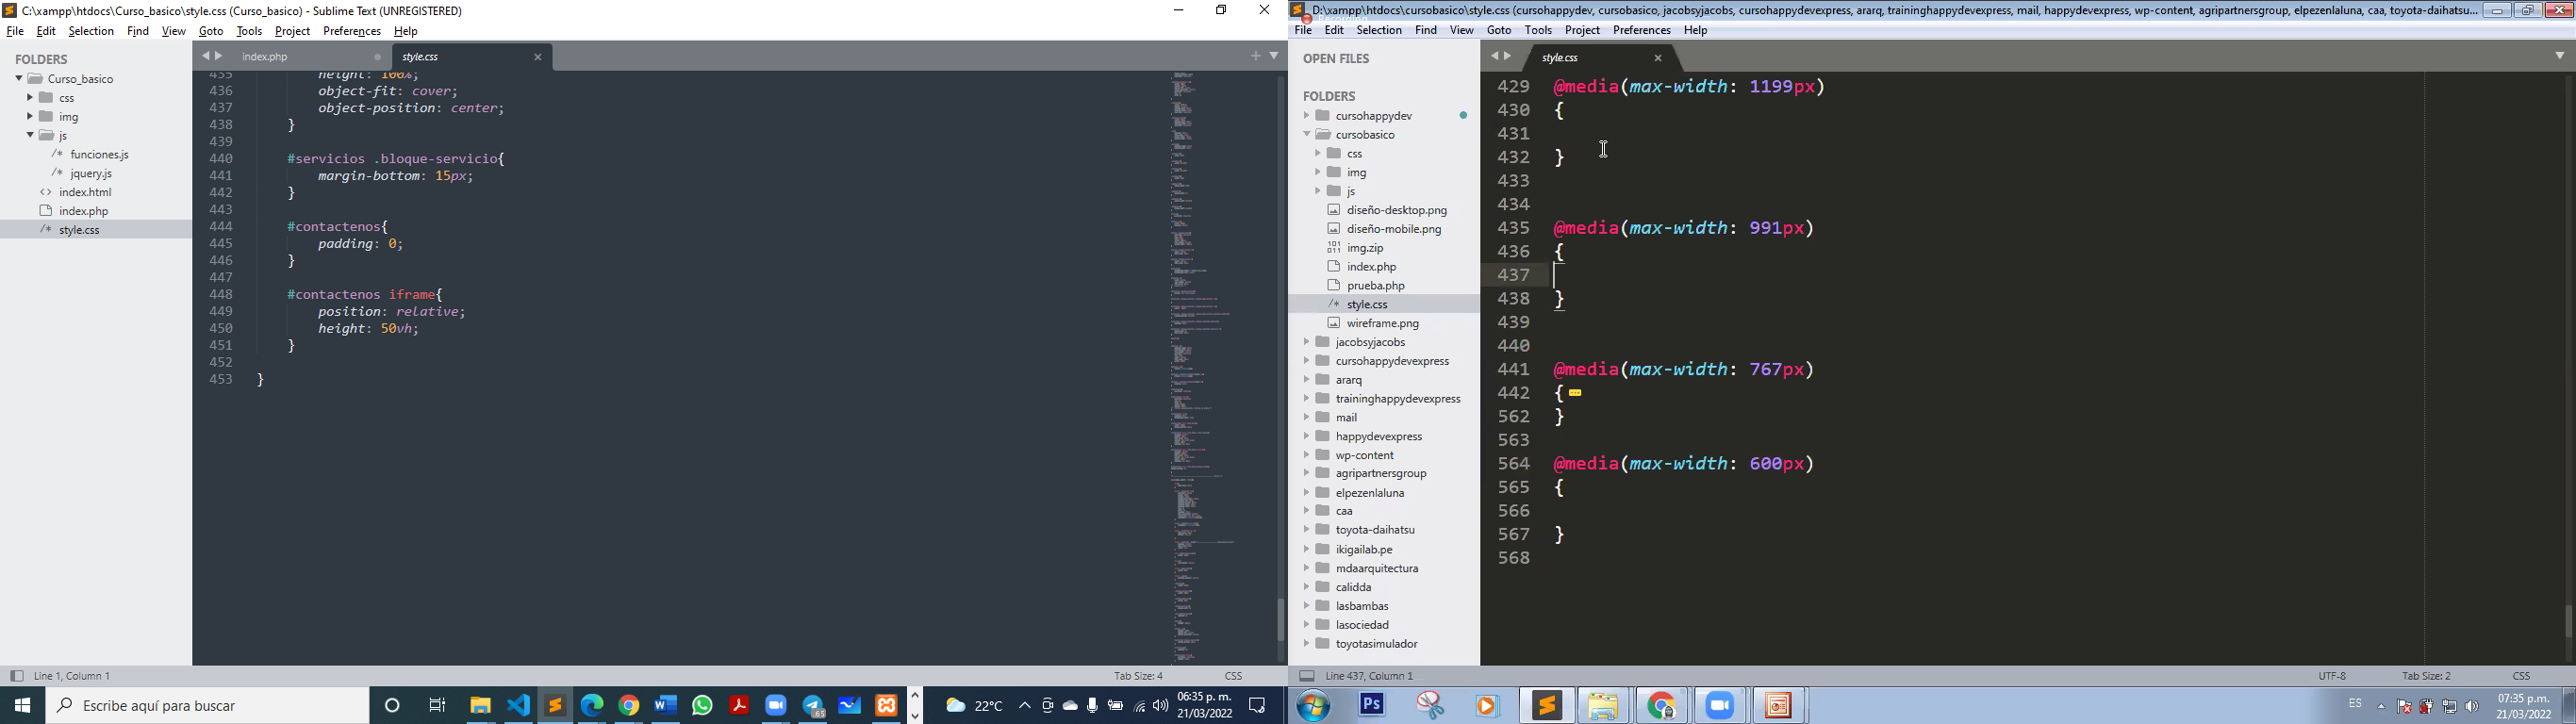 C:\xampp\htdocs\Curso_basico\style.css (Curso_basico) - Sublime Text (UNREGISTERED)
File Edit Selection Find View Goto Tools Project Preferences Help
FOLDERS
Curso_basico
css
img
js
/* funciones.js
/* jquery.js
<> index.html
index.php
/* style.css
index.php
style.css
455 height: 100%;
436 object-fit: cover;
437 object-position: center;
438 }
439
440 #servicios .bloque-servicio{
441 margin-bottom: 15px;
442 }
443
444 #contactenos{
445 padding: 0;
446 }
447
448 #contactenos iframe{
449 position: relative;
450 height: 50vh;
451 }
452
453 }
Line 1, Column 1
Tab Size: 4
CSS
Escribe aquí para buscar
65
22°C
06:35 p. m.
21/03/2022
D:\xampp\htdocs\cursobasico\style.css (cursohappydev, cursobasico, jacobsyjacobs, cursohappydevexpress, ararq, traininghappydevexpress, mail, happydevexpress, wp-content, agripartnersgroup, elpezenlaluna, caa, toyota-daihatsu...
File Edit Selection Find View Goto Tools Project Preferences Help
OPEN FILES
FOLDERS
cursohappydev
cursobasico
css
img
js
diseño-desktop.png
diseño-mobile.png
img.zip
index.php
prueba.php
/* style.css
wireframe.png
jacobsyjacobs
cursohappydevexpress
ararq
traininghappydevexpress
mail
happydevexpress
wp-content
agripartnersgroup
elpezenlaluna
caa
toyota-daihatsu
ikigailab.pe
mdaarquitectura
calidda
lasbambas
lasociedad
toyotasimulador
style.css
429 @media(max-width: 1199px)
430 {
431
432 }
433
434
435 @media(max-width: 991px)
436 {
437
438 }
439
440
441 @media(max-width: 767px)
442 {
562 }
563
564 @media(max-width: 600px)
565 {
566
567 }
568
Line 437, Column 1
UTF-8
Tab Size: 2
CSS
Ps
ES
07:35 p.m.
21/03/2022